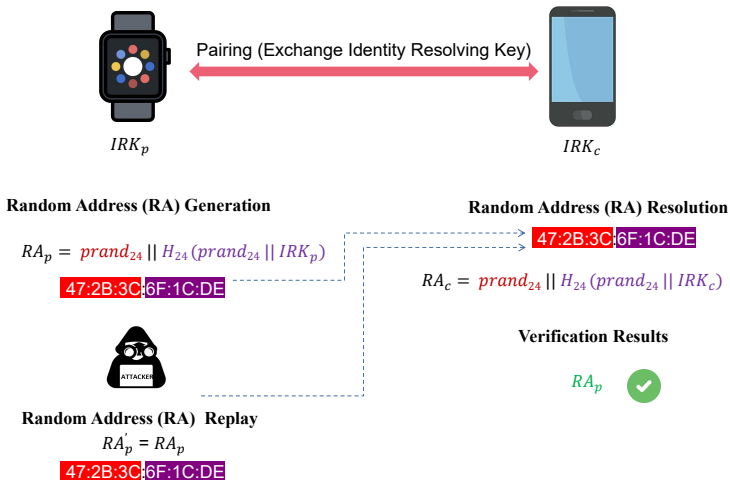 Pairing (Exchange Identity Resolving Key)
IRK_p
IRK_c
Random Address (RA) Generation
RA_p = prand_24 || H_24 (prand_24 || IRK_p)
47:2B:3C:6F:1C:DE
Random Address (RA) Resolution
47:2B:3C:6F:1C:DE
RA_c = prand_24 || H_24 (prand_24 || IRK_c)
Verification Results
RA_p
ATTACKER
Random Address (RA) Replay
RA'_p = RA_p
47:2B:3C:6F:1C:DE